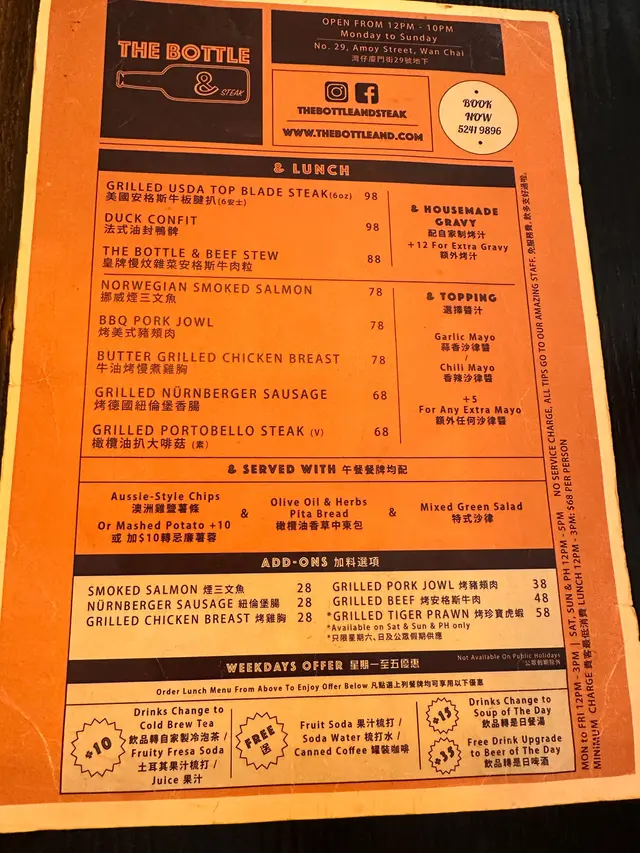 THE BOTTLE
&
STEAK
OPEN FROM 12PM - 10PM
Monday to Sunday
No. 29, Amoy Street, Wan Chai
灣仔廈門街29號地下
THEBOTTLEANDSTEAK
WWW.THEBOTTLEAND.COM
BOOK
NOW
5241 9896
& LUNCH
GRILLED USDA TOP BLADE STEAK(6oz) 98
美國安格斯牛板腱扒(6安士)
DUCK CONFIT 98
法式油封鴨髀
THE BOTTLE & BEEF STEW 88
皇牌慢炆雜菜安格斯牛肉粒
NORWEGIAN SMOKED SALMON 78
挪威煙三文魚
BBQ PORK JOWL 78
烤美式豬頰肉
BUTTER GRILLED CHICKEN BREAST 78
牛油烤慢煮雞胸
GRILLED NÜRNBERGER SAUSAGE 68
烤德國紐倫堡香腸
GRILLED PORTOBELLO STEAK (V) 68
橄欖油扒大啡菇 (素)
& HOUSEMADE
GRAVY
配自家制烤汁
+12 For Extra Gravy
額外烤汁
& TOPPING
選擇醬汁
Garlic Mayo
蒜香沙律醬
/
Chili Mayo
香辣沙律醬
+5
For Any Extra Mayo
額外任何沙律醬
& SERVED WITH 午餐餐牌均配
Aussie-Style Chips
澳洲雞鹽薯條
Or Mashed Potato +10
或 加$10轉忌廉薯蓉
&
Olive Oil & Herbs
Pita Bread
橄欖油香草中東包
&
Mixed Green Salad
特式沙律
ADD-ONS 加料選項
SMOKED SALMON 煙三文魚 28
NÜRNBERGER SAUSAGE 紐倫堡腸 28
GRILLED CHICKEN BREAST 烤雞胸 28
GRILLED PORK JOWL 烤豬頰肉 38
GRILLED BEEF 烤安格斯牛肉 48
*GRILLED TIGER PRAWN 烤珍寶虎蝦 58
*Available on Sat & Sun & PH only
*只限星期六、日及公眾假期供應
WEEKDAYS OFFER 星期一至五優惠
Not Available On Public Holidays
公眾假期除外
Order Lunch Menu From Above To Enjoy Offer Below 凡點選上列餐牌均可享用以下優惠
+10
Drinks Change to
Cold Brew Tea
飲品轉自家製冷泡茶 /
Fruity Fresa Soda
士耳其果汁梳打 /
Juice 果汁
FREE
送
Fruit Soda 果汁梳打 /
Soda Water 梳打水 /
Canned Coffee 罐裝咖啡
+15
Drinks Change to
Soup of The Day
飲品轉是日餐湯
+35
Free Drink Upgrade
to Beer of The Day
飲品轉是日啤酒
NO SERVICE CHARGE, ALL TIPS GO TO OUR AMAZING STAFF. 免服務費, 飲多支好過啦。
MON to FRI 12PM - 3PM | SAT, SUN & PH 12PM - 5PM
MINIMUM CHARGE 貴客最低消費 LUNCH 12PM - 3PM: $68 PER PERSON